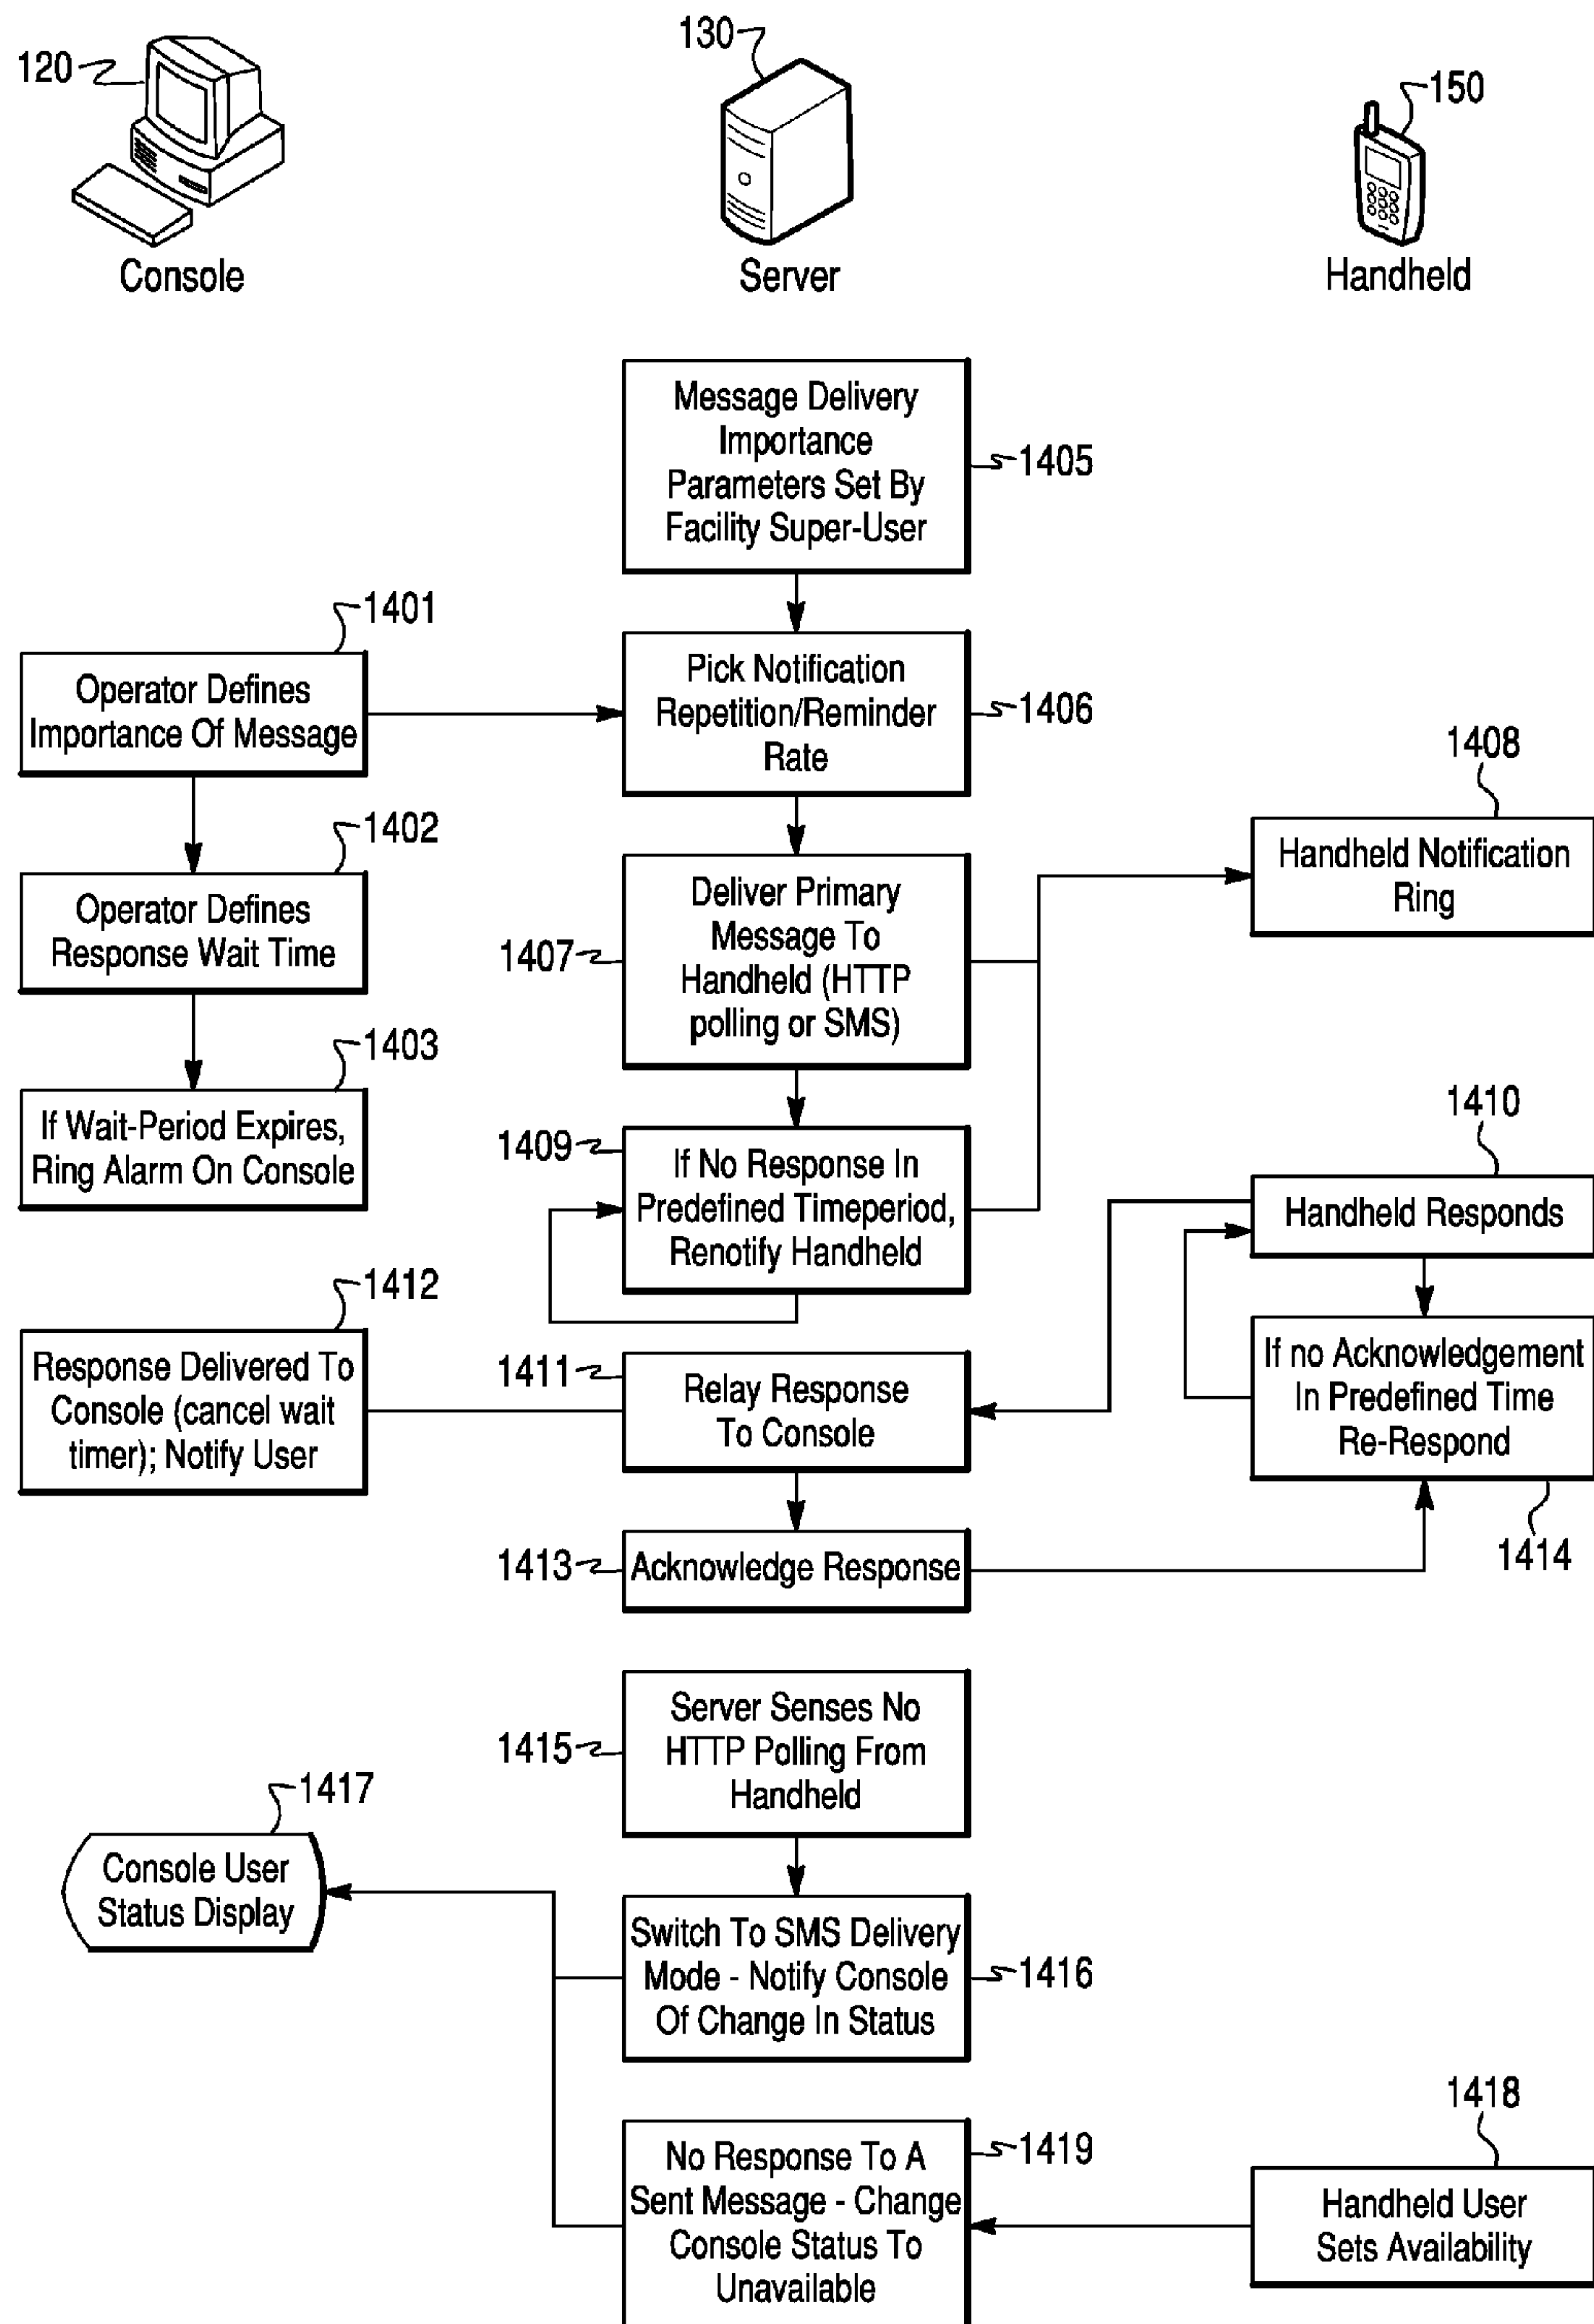 120
Console
130
Server
150
Handheld
Message Delivery
Importance
Parameters Set By
Facility Super-User
1405
1401
Operator Defines
Importance Of Message
Pick Notification
Repetition/Reminder
Rate
1406
1408
Handheld Notification
Ring
1402
Operator Defines
Response Wait Time
1407
Deliver Primary
Message To
Handheld (HTTP
polling or SMS)
1403
If Wait-Period Expires,
Ring Alarm On Console
1409
If No Response In
Predefined Timeperiod,
Renotify Handheld
1410
Handheld Responds
1412
Response Delivered To
Console (cancel wait
timer); Notify User
1411
Relay Response
To Console
If no Acknowledgement
In Predefined Time
Re-Respond
1414
1413
Acknowledge Response
1415
Server Senses No
HTTP Polling From
Handheld
1417
Console User
Status Display
Switch To SMS Delivery
Mode - Notify Console
Of Change In Status
1416
1419
No Response To A
Sent Message - Change
Console Status To
Unavailable
1418
Handheld User
Sets Availability